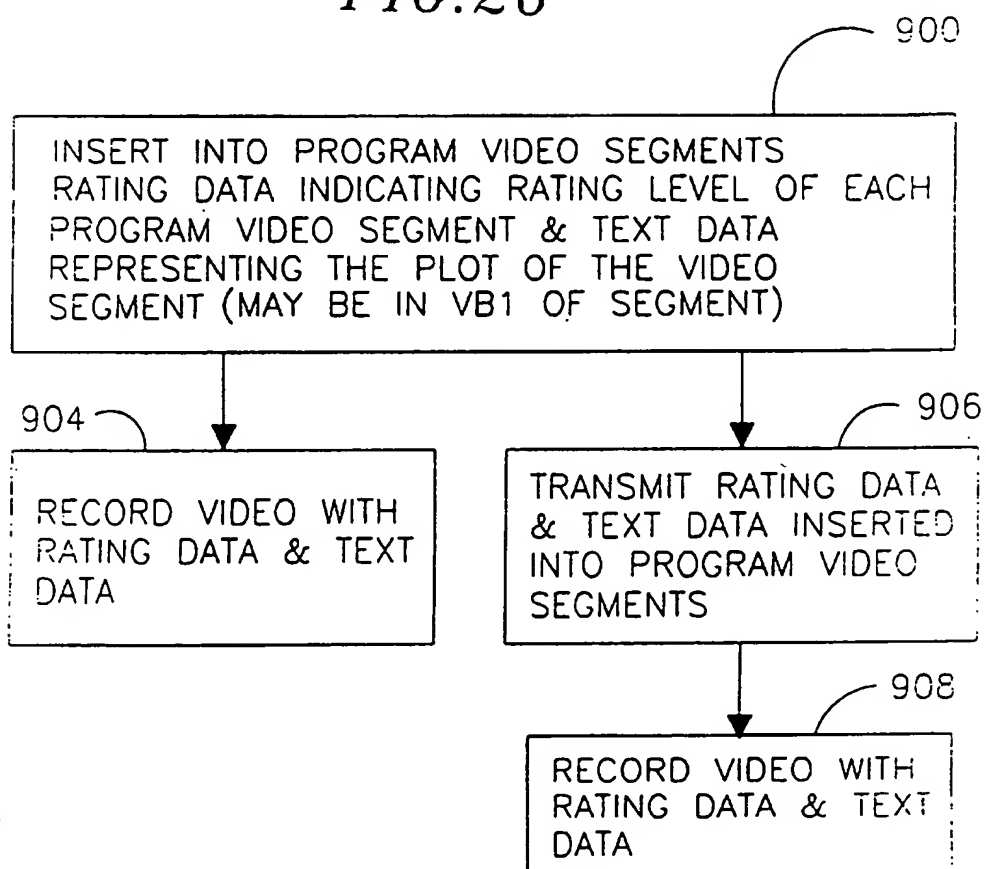 FIG.26
900
INSERT INTO PROGRAM VIDEO SEGMENTS
RATING DATA INDICATING RATING LEVEL OF EACH
PROGRAM VIDEO SEGMENT & TEXT DATA
REPRESENTING THE PLOT OF THE VIDEO
SEGMENT (MAY BE IN VB1 OF SEGMENT)
904
RECORD VIDEO WITH
RATING DATA & TEXT
DATA
906
TRANSMIT RATING DATA
& TEXT DATA INSERTED
INTO PROGRAM VIDEO
SEGMENTS
908
RECORD VIDEO WITH
RATING DATA & TEXT
DATA